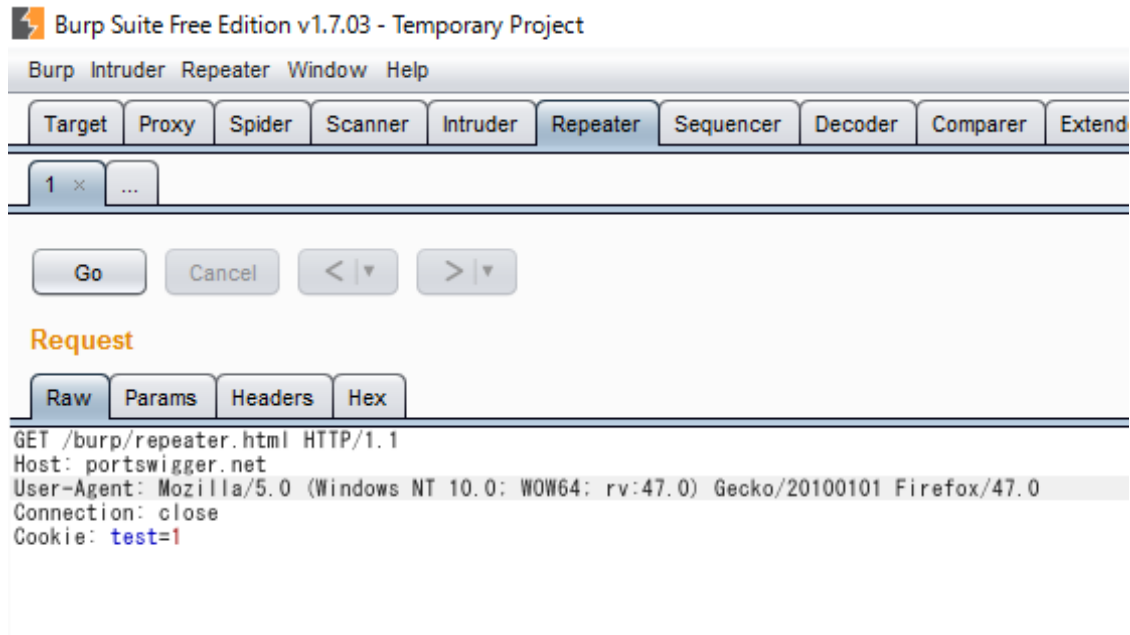 Burp Suite Free Edition v1.7.03 - Temporary Project
Burp Intruder Repeater Window Help
Target Proxy Spider Scanner Intruder Repeater Sequencer Decoder Comparer Extend
1 × ...
Go Cancel < > 
Request
Raw Params Headers Hex
GET /burp/repeater.html HTTP/1.1
Host: portswigger.net
User-Agent: Mozilla/5.0 (Windows NT 10.0; WOW64; rv:47.0) Gecko/20100101 Firefox/47.0
Connection: close
Cookie: test=1